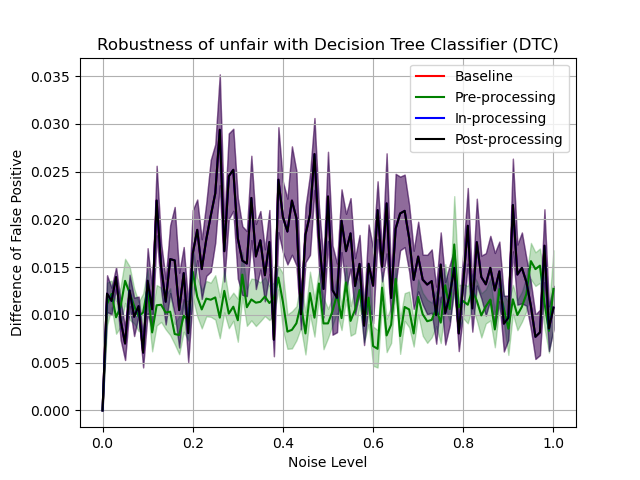 Robustness of unfair with Decision Tree Classifier (DTC)
Baseline
Pre-processing
In-processing
Post-processing
Difference of False Positive
0.035
0.030
0.025
0.020
0.015
0.010
0.005
0.000
0.0 0.2 0.4 0.6 0.8 1.0
Noise Level